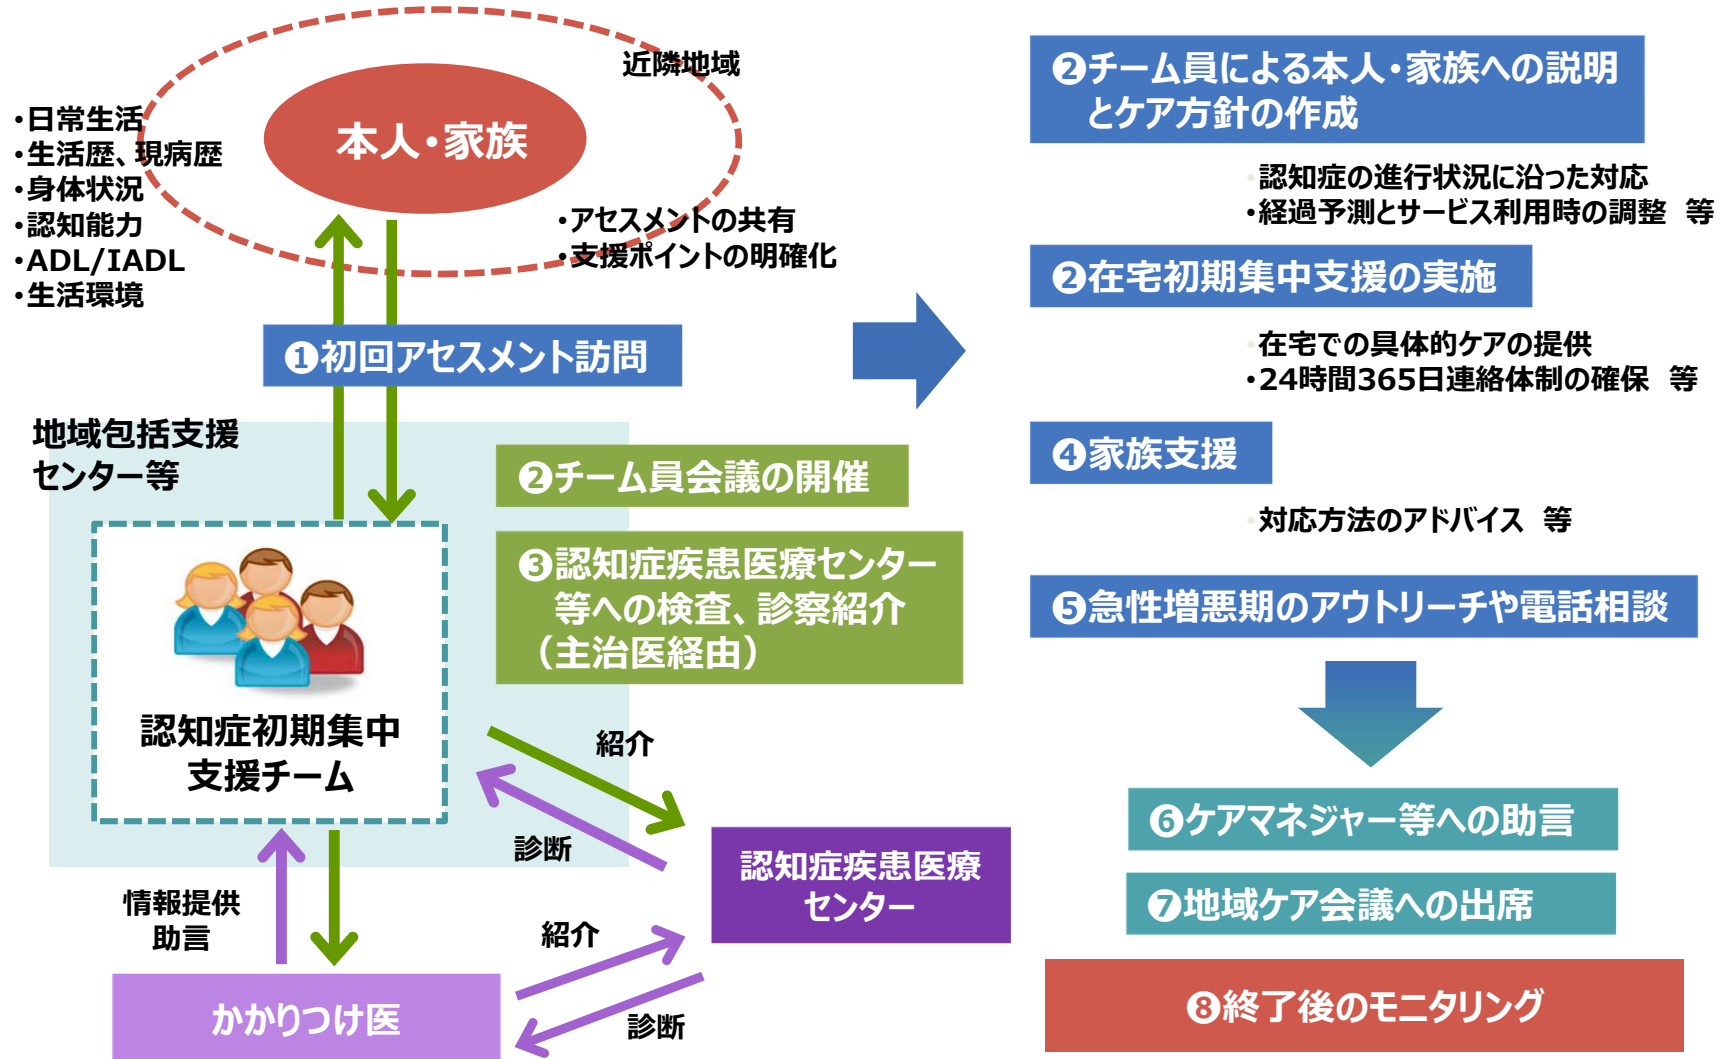 近隣地域
本人・家族
・日常生活
・生活歴、現病歴
・身体状況
・認知能力
・ADL/IADL
・生活環境
・アセスメントの共有
・支援ポイントの明確化
❶初回アセスメント訪問
地域包括支援
センター等
❷チーム員会議の開催
❸認知症疾患医療センター
等への検査、診察紹介
（主治医経由）
認知症初期集中
支援チーム
紹介
診断
認知症疾患医療
センター
情報提供
助言
紹介
診断
かかりつけ医
❷チーム員による本人・家族への説明
とケア方針の作成
・認知症の進行状況に沿った対応
・経過予測とサービス利用時の調整 等
❷在宅初期集中支援の実施
・在宅での具体的ケアの提供
・24時間365日連絡体制の確保 等
❹家族支援
・対応方法のアドバイス 等
❺急性増悪期のアウトリーチや電話相談
❻ケアマネジャー等への助言
❼地域ケア会議への出席
❽終了後のモニタリング